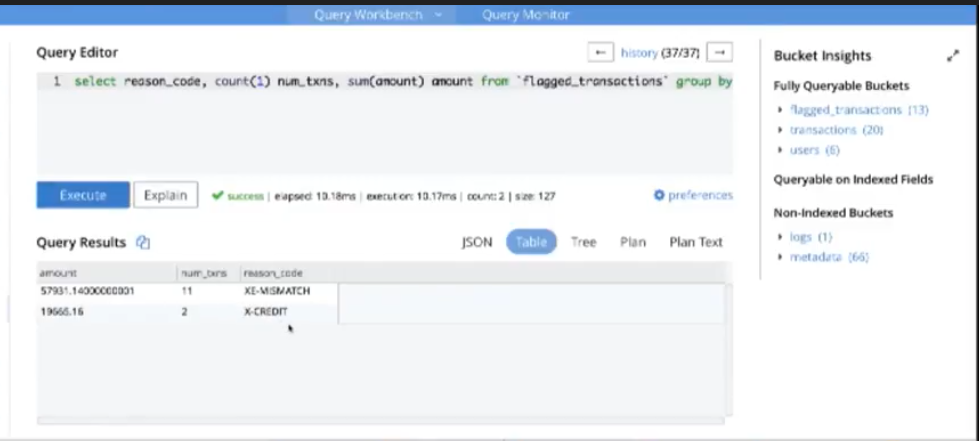 Query Workbench Query Monitor
Query Editor
← history (37/37) →
1 select reason_code, count(1) num_txns, sum(amount) amount from `flagged_transactions` group by
Execute Explain success | elapsed: 10.18ms | execution: 10.17ms | count: 2 | size: 127 preferences
Query Results JSON Table Tree Plan Plan Text
amount num_txns reason_code
57931.14000000001 11 XE-MISMATCH
19665.16 2 X-CREDIT
Bucket Insights
Fully Queryable Buckets
flagged_transactions (13)
transactions (20)
users (6)
Queryable on Indexed Fields
Non-Indexed Buckets
logs (1)
metadata (66)